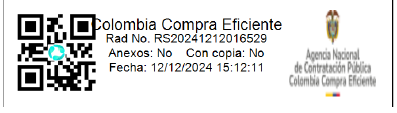 Colombia Compra Eficiente
Rad No. RS20241212016529
Anexos: No Con copia: No
Fecha: 12/12/2024 15:12:11
Agencia Nacional
de Contratación Pública
Colombia Compra Eficiente